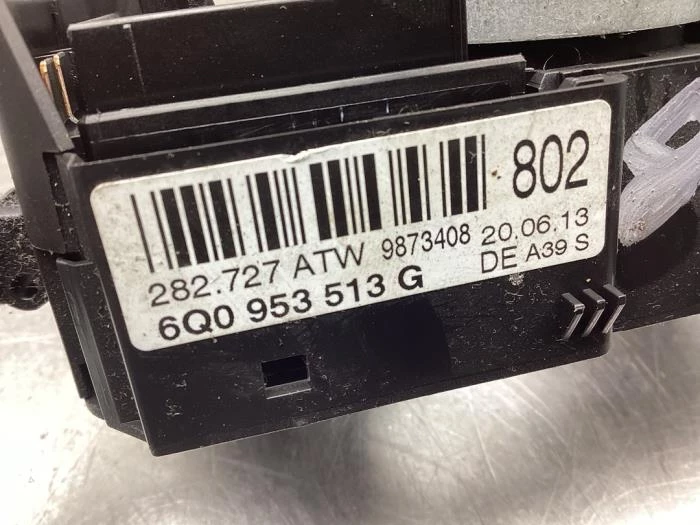 802
282.727 ATW 9873408 20.06.13
6Q0 953 513 G DE A39 S